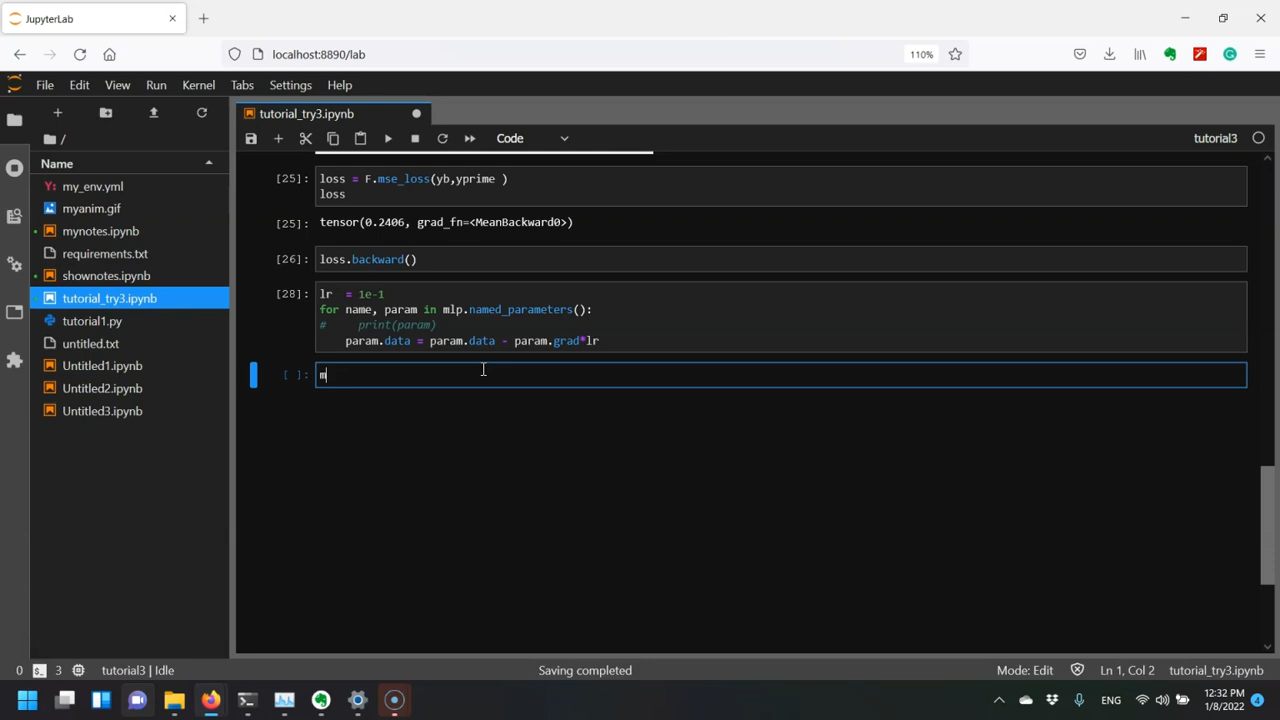 JupyterLab
localhost:8890/lab
110%
File Edit View Run Kernel Tabs Settings Help
tutorial_try3.ipynb
Code
tutorial3
/
Name
my_env.yml
myanim.gif
mynotes.ipynb
requirements.txt
shownotes.ipynb
tutorial_try3.ipynb
tutorial1.py
untitled.txt
Untitled1.ipynb
Untitled2.ipynb
Untitled3.ipynb
[25]: loss = F.mse_loss(yb,yprime )
loss
[25]: tensor(0.2406, grad_fn=<MeanBackward0>)
[26]: loss.backward()
[28]: lr = 1e-1
for name, param in mlp.named_parameters():
# print(param)
param.data = param.data - param.grad*lr
[ ]: m
0 3 tutorial3 | Idle Saving completed Mode: Edit Ln 1, Col 2 tutorial_try3.ipynb
ENG 12:32 PM
1/8/2022 4